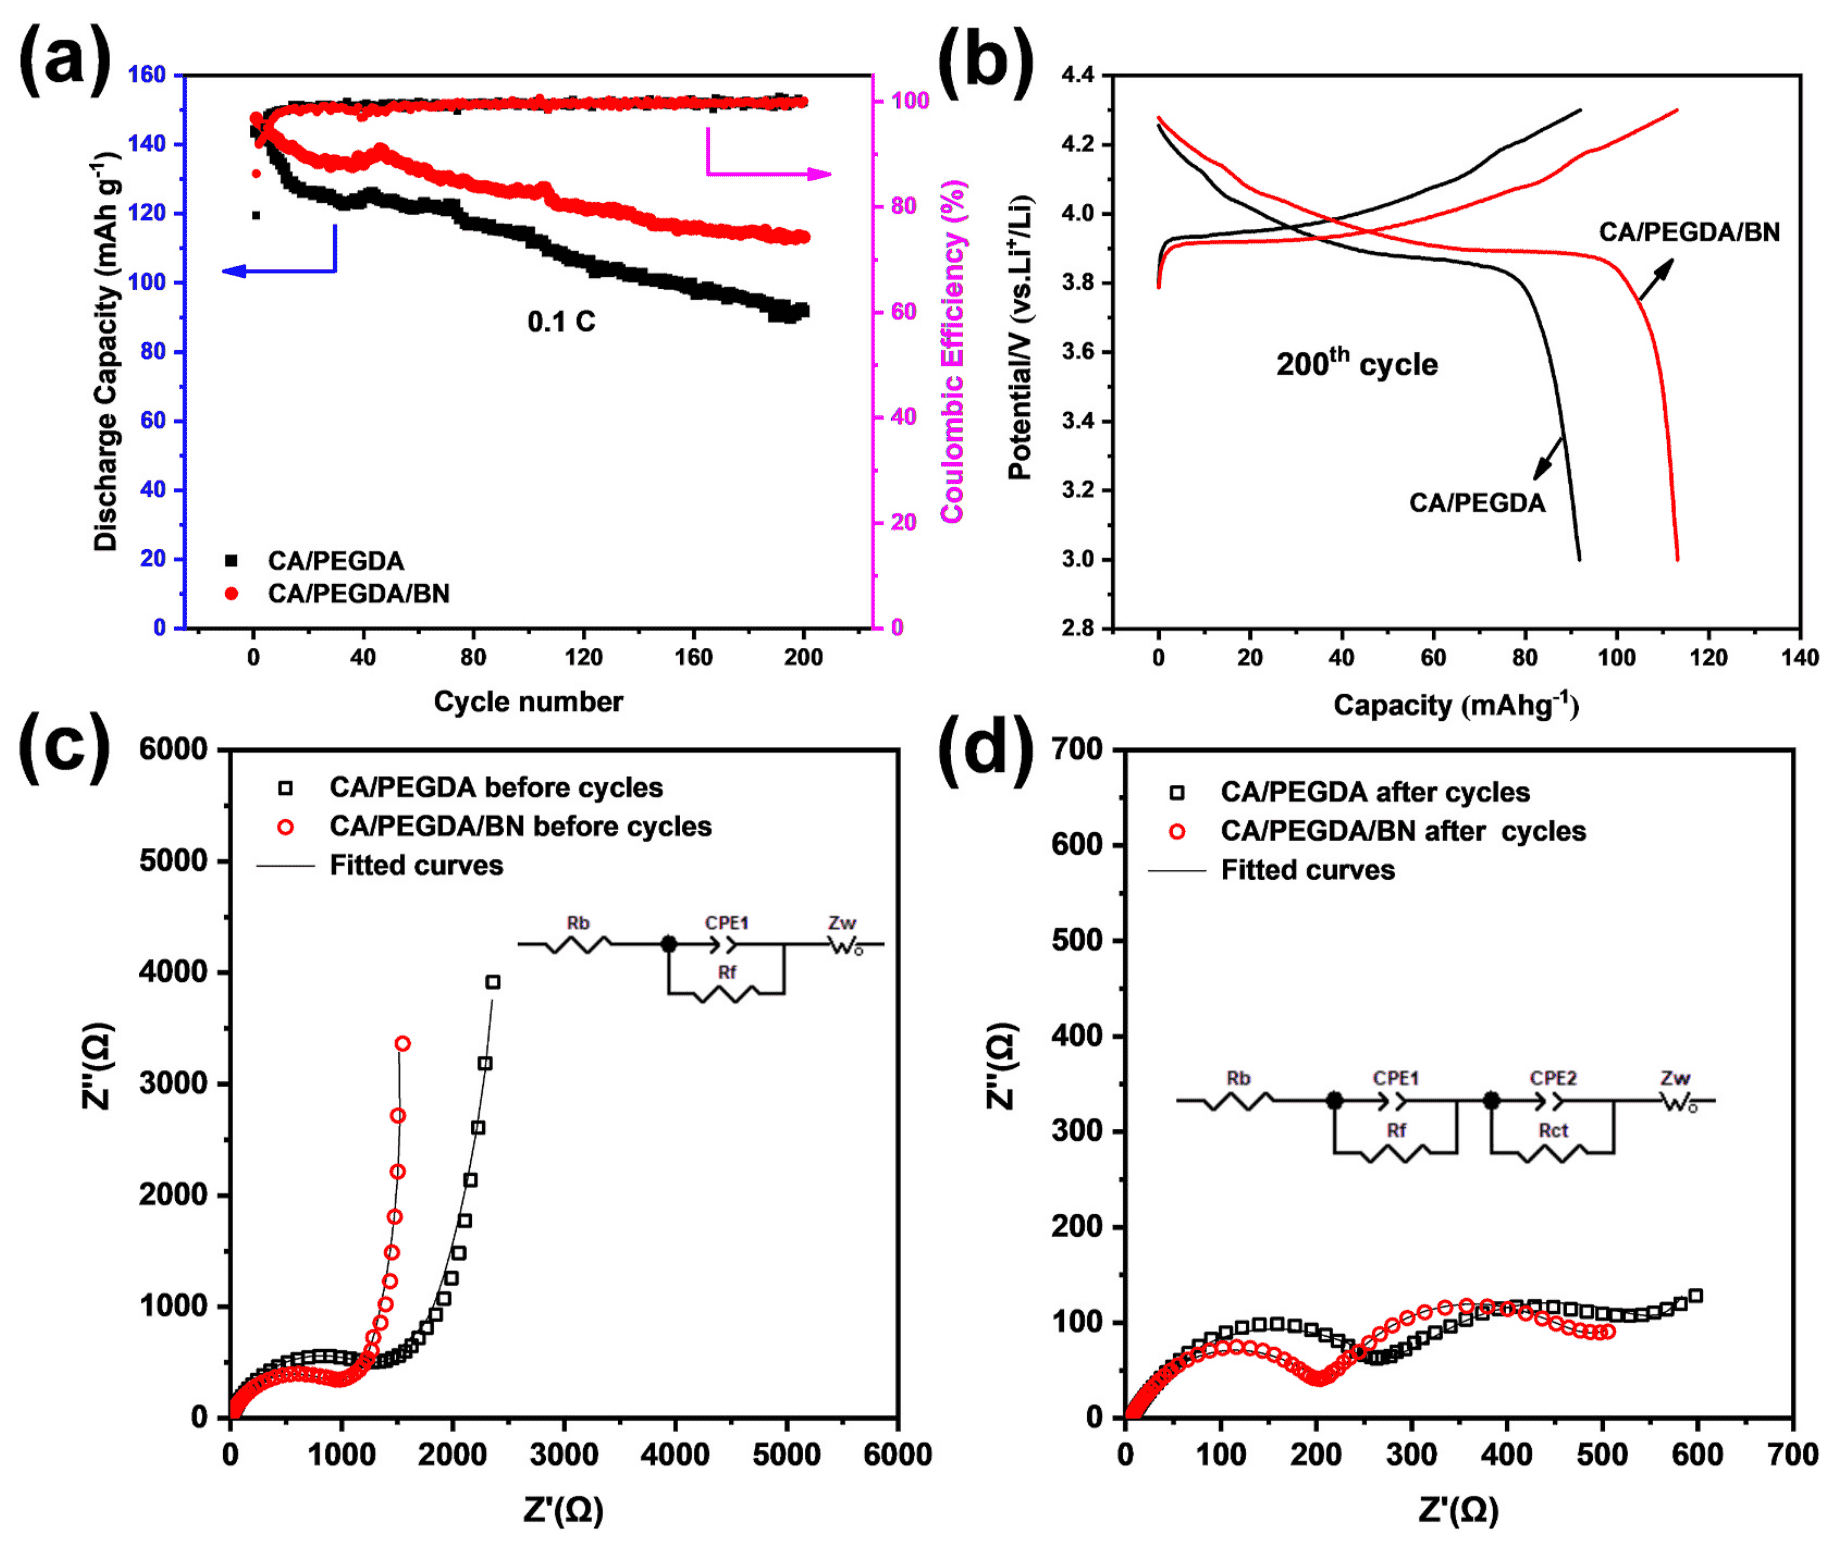 (a)
160
140
120
100
80
60
40
20
0
Discharge Capacity (mAh g⁻¹)
100
80
60
40
20
0
Coulombic Efficiency (%)
0.1 C
CA/PEGDA
CA/PEGDA/BN
0 40 80 120 160 200
Cycle number
(b)
4.4
4.2
4.0
3.8
3.6
3.4
3.2
3.0
2.8
Potential/V (vs.Li⁺/Li)
CA/PEGDA/BN
200ᵗʰ cycle
CA/PEGDA
0 20 40 60 80 100 120 140
Capacity (mAhg⁻¹)
(c)
6000
5000
4000
3000
2000
1000
0
Z''(Ω)
CA/PEGDA before cycles
CA/PEGDA/BN before cycles
Fitted curves
Rb CPE1 Zw
Rf
0 1000 2000 3000 4000 5000 6000
Z'(Ω)
(d)
700
600
500
400
300
200
100
0
Z''(Ω)
CA/PEGDA after cycles
CA/PEGDA/BN after cycles
Fitted curves
Rb CPE1 CPE2 Zw
Rf Rct
0 100 200 300 400 500 600 700
Z'(Ω)